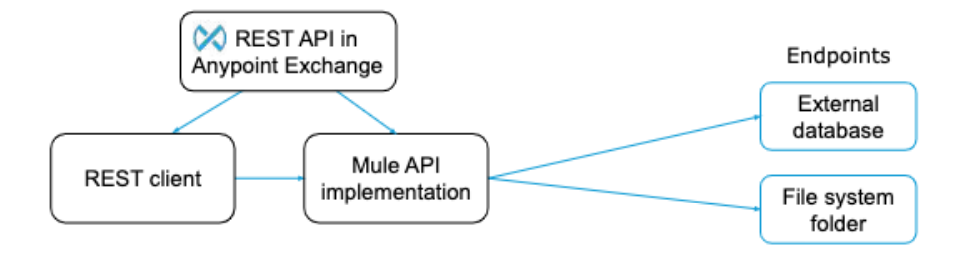 REST API in
Anypoint Exchange
Endpoints
External
database
REST client
Mule API
implementation
File system
folder